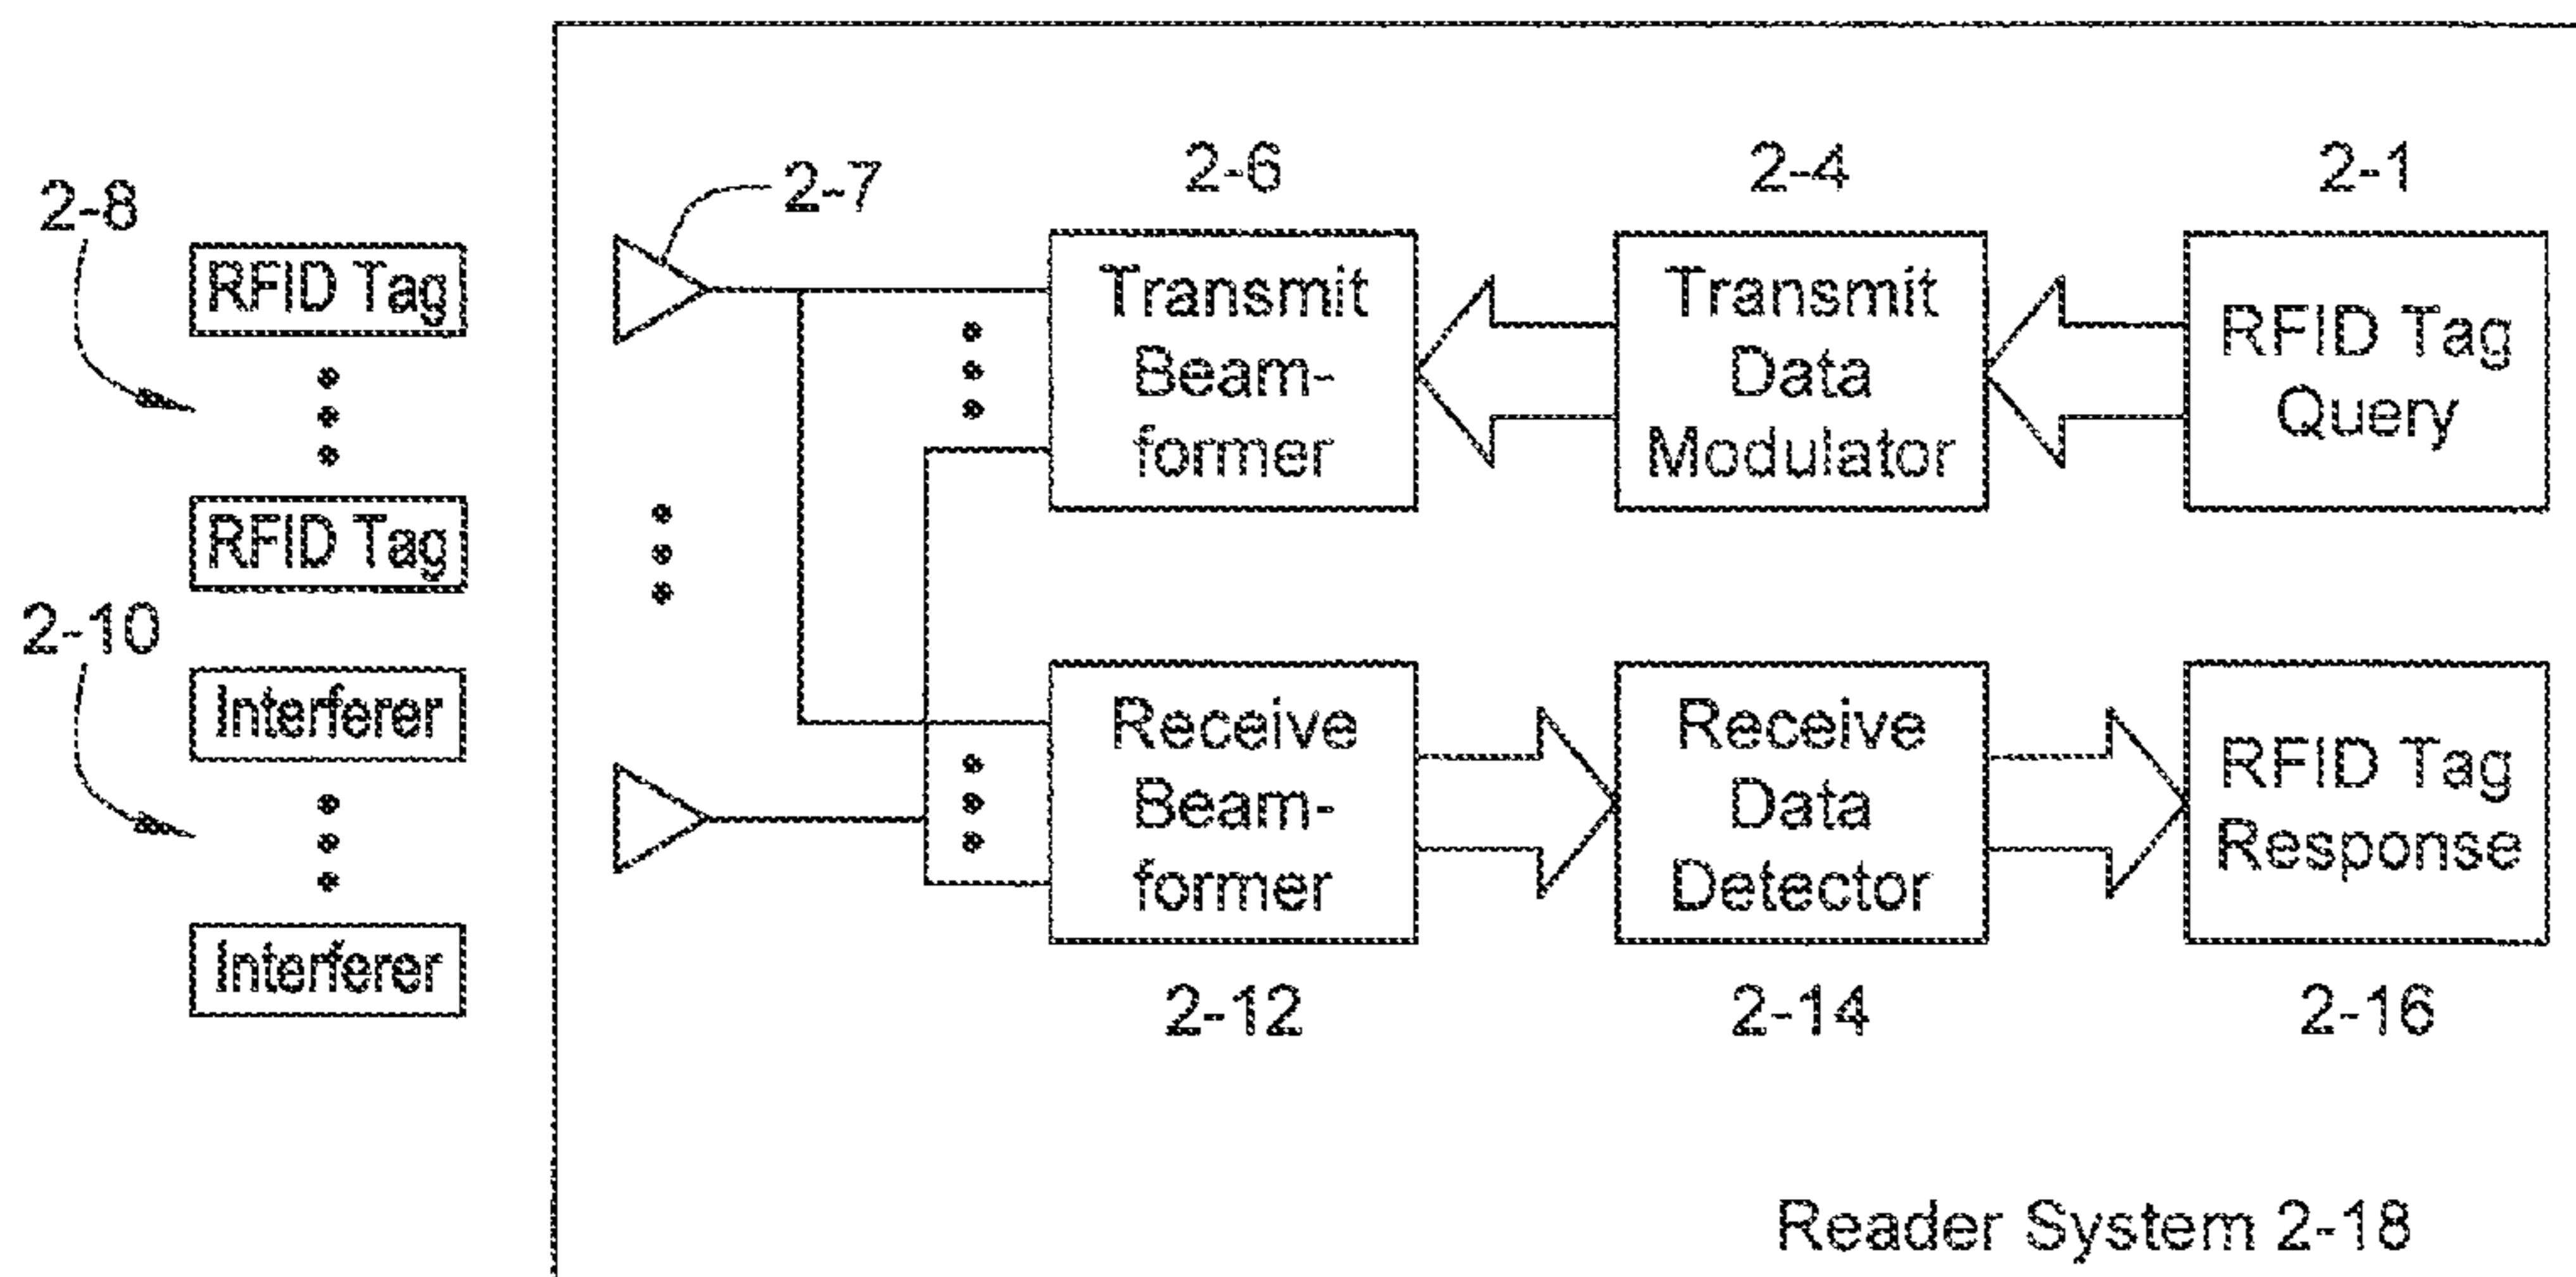 2-8
RFID Tag
RFID Tag
2-10
Interferer
Interferer
2-7
2-6
Transmit
Beam-
former
2-4
Transmit
Data
Modulator
2-1
RFID Tag
Query
Receive
Beam-
former
2-12
Receive
Data
Detector
2-14
RFID Tag
Response
2-16
Reader System 2-18